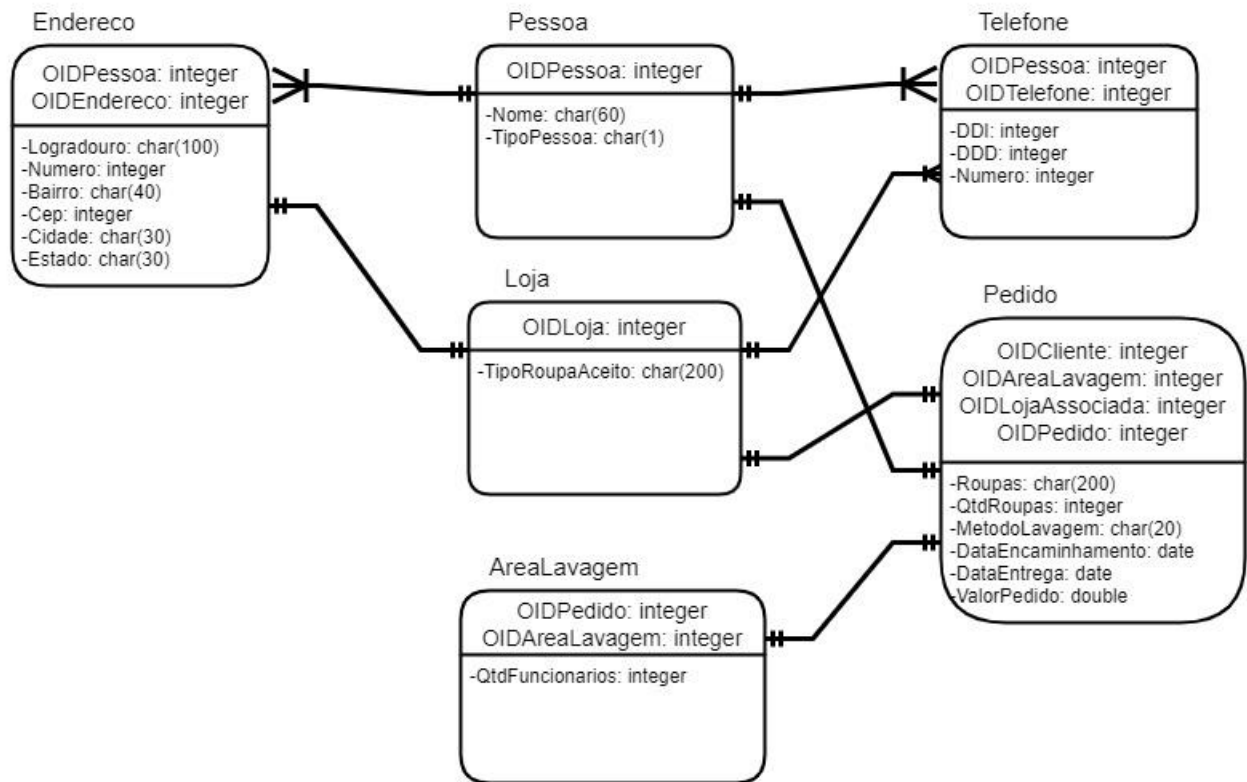 Endereco
OIDPessoa: integer
OIDEndereco: integer
-Logradouro: char(100)
-Numero: integer
-Bairro: char(40)
-Cep: integer
-Cidade: char(30)
-Estado: char(30)
Pessoa
OIDPessoa: integer
-Nome: char(60)
-TipoPessoa: char(1)
Telefone
OIDPessoa: integer
OIDTelefone: integer
-DDI: integer
-DDD: integer
-Numero: integer
Loja
OIDLoja: integer
-TipoRoupaAceito: char(200)
Pedido
OIDCliente: integer
OIDAreaLavagem: integer
OIDLojaAssociada: integer
OIDPedido: integer
-Roupas: char(200)
-QtdRoupas: integer
-MetodoLavagem: char(20)
-DataEncaminhamento: date
-DataEntrega: date
-ValorPedido: double
AreaLavagem
OIDPedido: integer
OIDAreaLavagem: integer
-QtdFuncionarios: integer